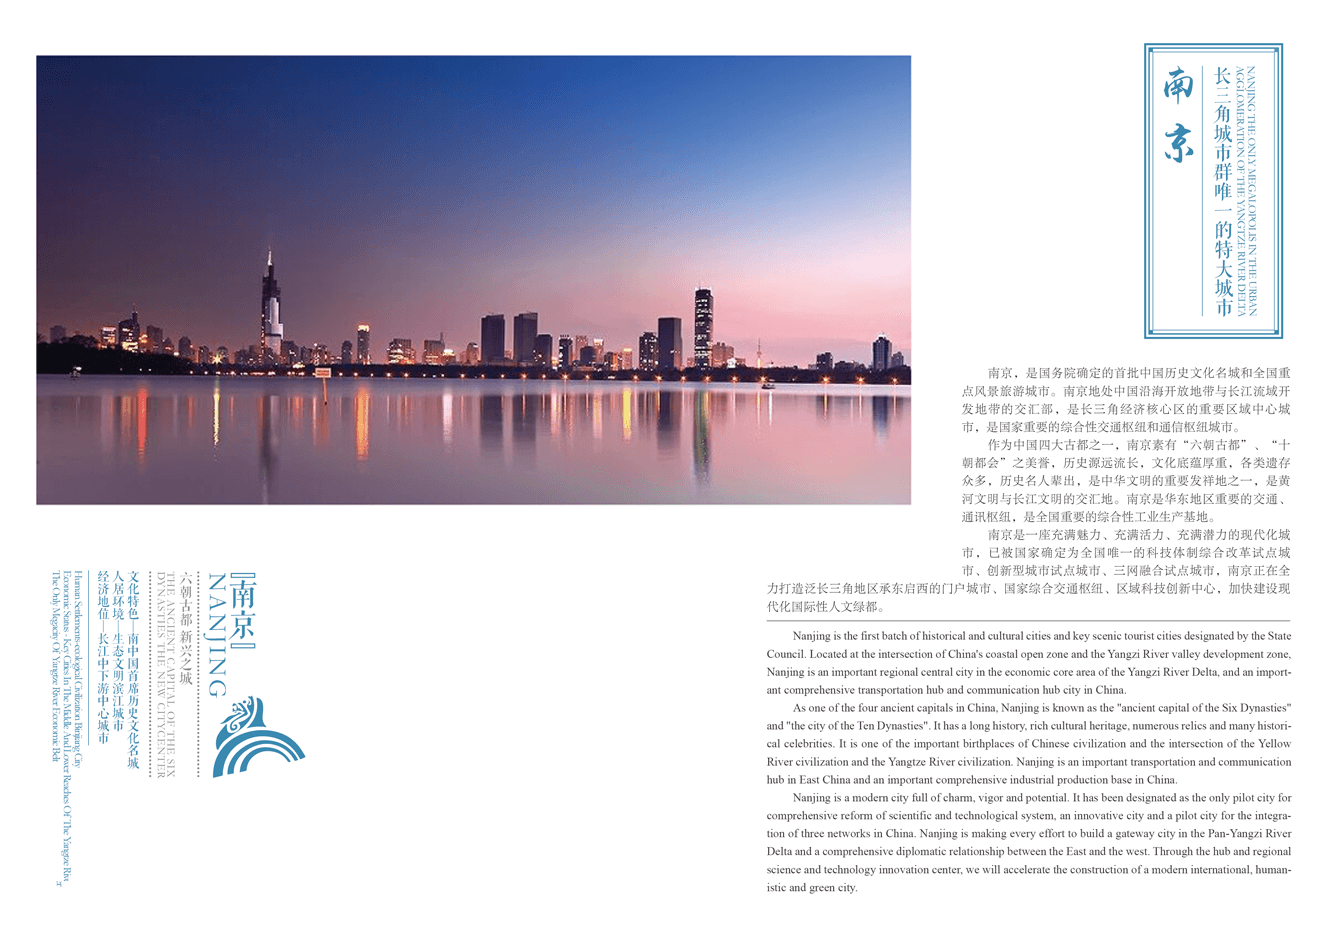 南京
长三角城市群唯一的特大城市
NANJING THE ONLY MEGALOPOLIS IN THE URBAN
AGGLOMERATION OF THE YANGTZE RIVER DELTA
南京，是国务院确定的首批中国历史文化名城和全国重
点风景旅游城市。南京地处中国沿海开放地带与长江流域开
发地带的交汇部，是长三角经济核心区的重要区域中心城
市，是国家重要的综合性交通枢纽和通信枢纽城市。
作为中国四大古都之一，南京素有“六朝古都”、“十
朝都会”之美誉，历史源远流长，文化底蕴厚重，各类遗存
众多，历史名人辈出，是中华文明的重要发祥地之一，是黄
河文明与长江文明的交汇地。南京是华东地区重要的交通、
通讯枢纽，是全国重要的综合性工业生产基地。
南京是一座充满魅力、充满活力、充满潜力的现代化城
市，已被国家确定为全国唯一的科技体制综合改革试点城
市、创新型城市试点城市、三网融合试点城市，南京正在全
力打造泛长三角地区承东启西的门户城市、国家综合交通枢纽、区域科技创新中心，加快建设现
代化国际性人文绿都。
Nanjing is the first batch of historical and cultural cities and key scenic tourist cities designated by the State
Council. Located at the intersection of China's coastal open zone and the Yangzi River valley development zone,
Nanjing is an important regional central city in the economic core area of the Yangzi River Delta, and an import-
ant comprehensive transportation hub and communication hub city in China.
As one of the four ancient capitals in China, Nanjing is known as the "ancient capital of the Six Dynasties"
and "the city of the Ten Dynasties". It has a long history, rich cultural heritage, numerous relics and many histori-
cal celebrities. It is one of the important birthplaces of Chinese civilization and the intersection of the Yellow
River civilization and the Yangtze River civilization. Nanjing is an important transportation and communication
hub in East China and an important comprehensive industrial production base in China.
Nanjing is a modern city full of charm, vigor and potential. It has been designated as the only pilot city for
comprehensive reform of scientific and technological system, an innovative city and a pilot city for the integra-
tion of three networks in China. Nanjing is making every effort to build a gateway city in the Pan-Yangzi River
Delta and a comprehensive diplomatic relationship between the East and the west. Through the hub and regional
science and technology innovation center, we will accelerate the construction of a modern international, human-
istic and green city.
『南京』
NANJING
六朝古都 新兴之城
THE ANCIENT CAPITAL OF THE SIX
DYNASTIES THE NEW CITYCENTER
文化特色—南中国首席历史文化名城
人居环境—生态文明滨江城市
经济地位—长江中下游中心城市
Human Settlements-ecological Civilization Binjiang City
Economic Status - Key Cities In The Middle And Lower Reaches Of The Yangtze Riv
The Only Megacity Of Yangtze River Economic Belt